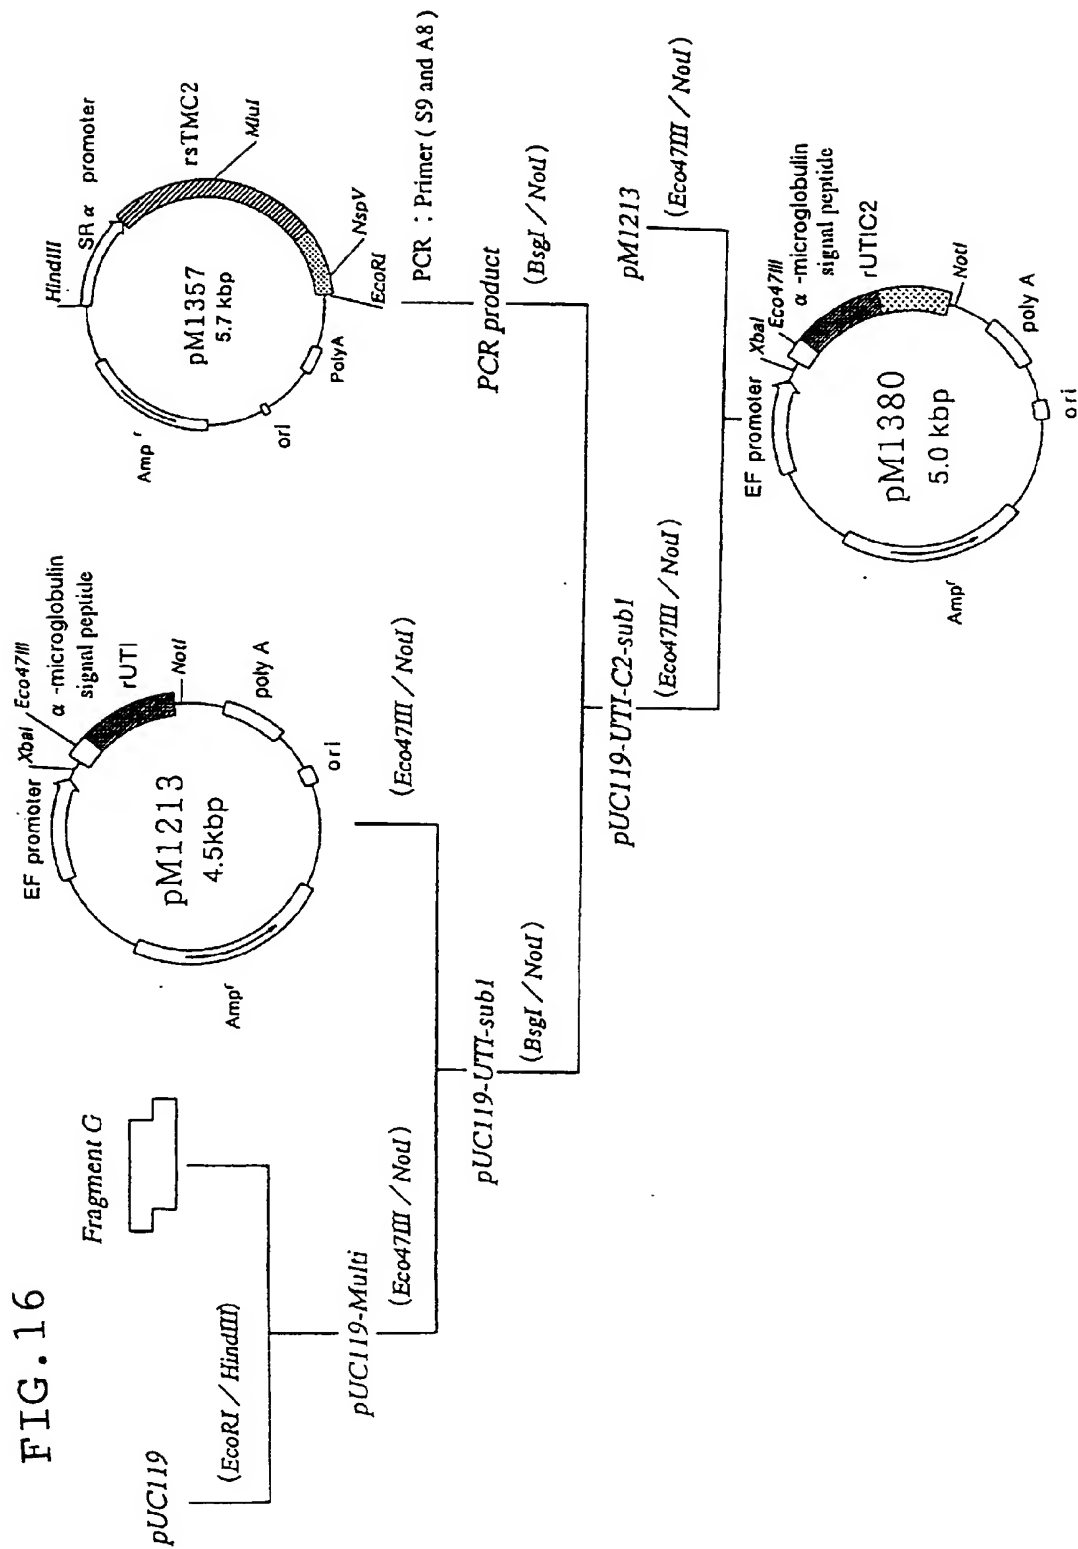 FIG.16
pUC119
(EcoRI/HindIII)
Fragment G
pUC119-Multi
(Eco47III/NotI)
EF promoter
XbaI
Eco47III
α-microglobulin
signal peptide
rUTI
NotI
poly A
ori
Amp^r
pM1213
4.5kbp
(Eco47III/NotI)
pUC119-UTI-sub1
(BsgI/NotI)
HindIII
SRα promoter
rsTMC2
MluI
NspV
EcoRI
PolyA
ori
Amp^r
pM1357
5.7 kbp
PCR : Primer (S9 and A8)
PCR product
(BsgI/NotI)
pUC119-UTI-C2-sub1
(Eco47III/NotI)
pM1213
(Eco47III/NotI)
EF promoter
XbaI
Eco47III
α-microglobulin
signal peptide
rUTIC2
NotI
poly A
ori
Amp^r
pM1380
5.0 kbp